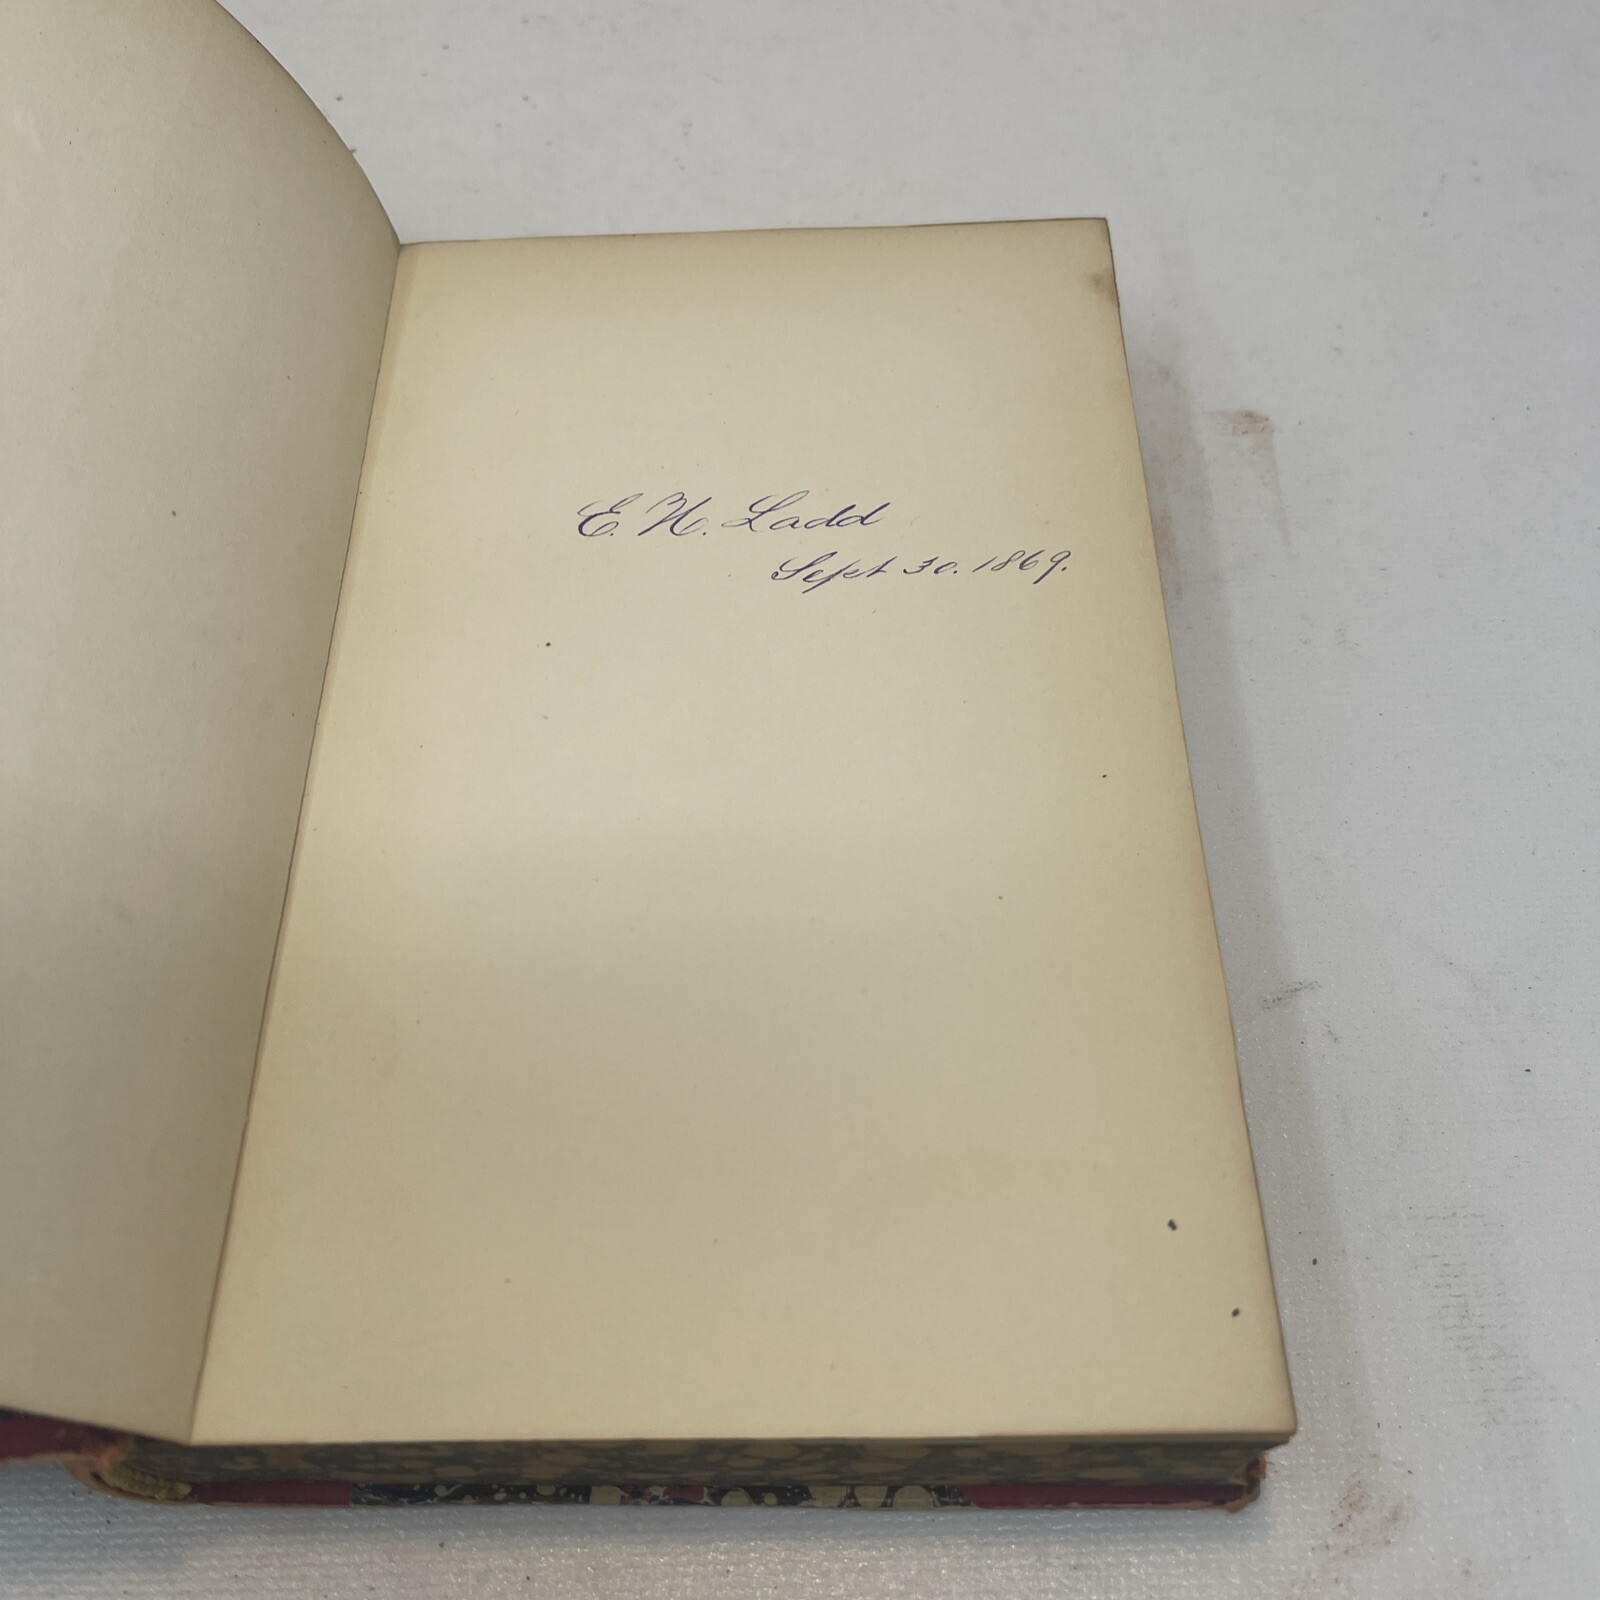 E. H. Ladd
Sept 30. 1869.